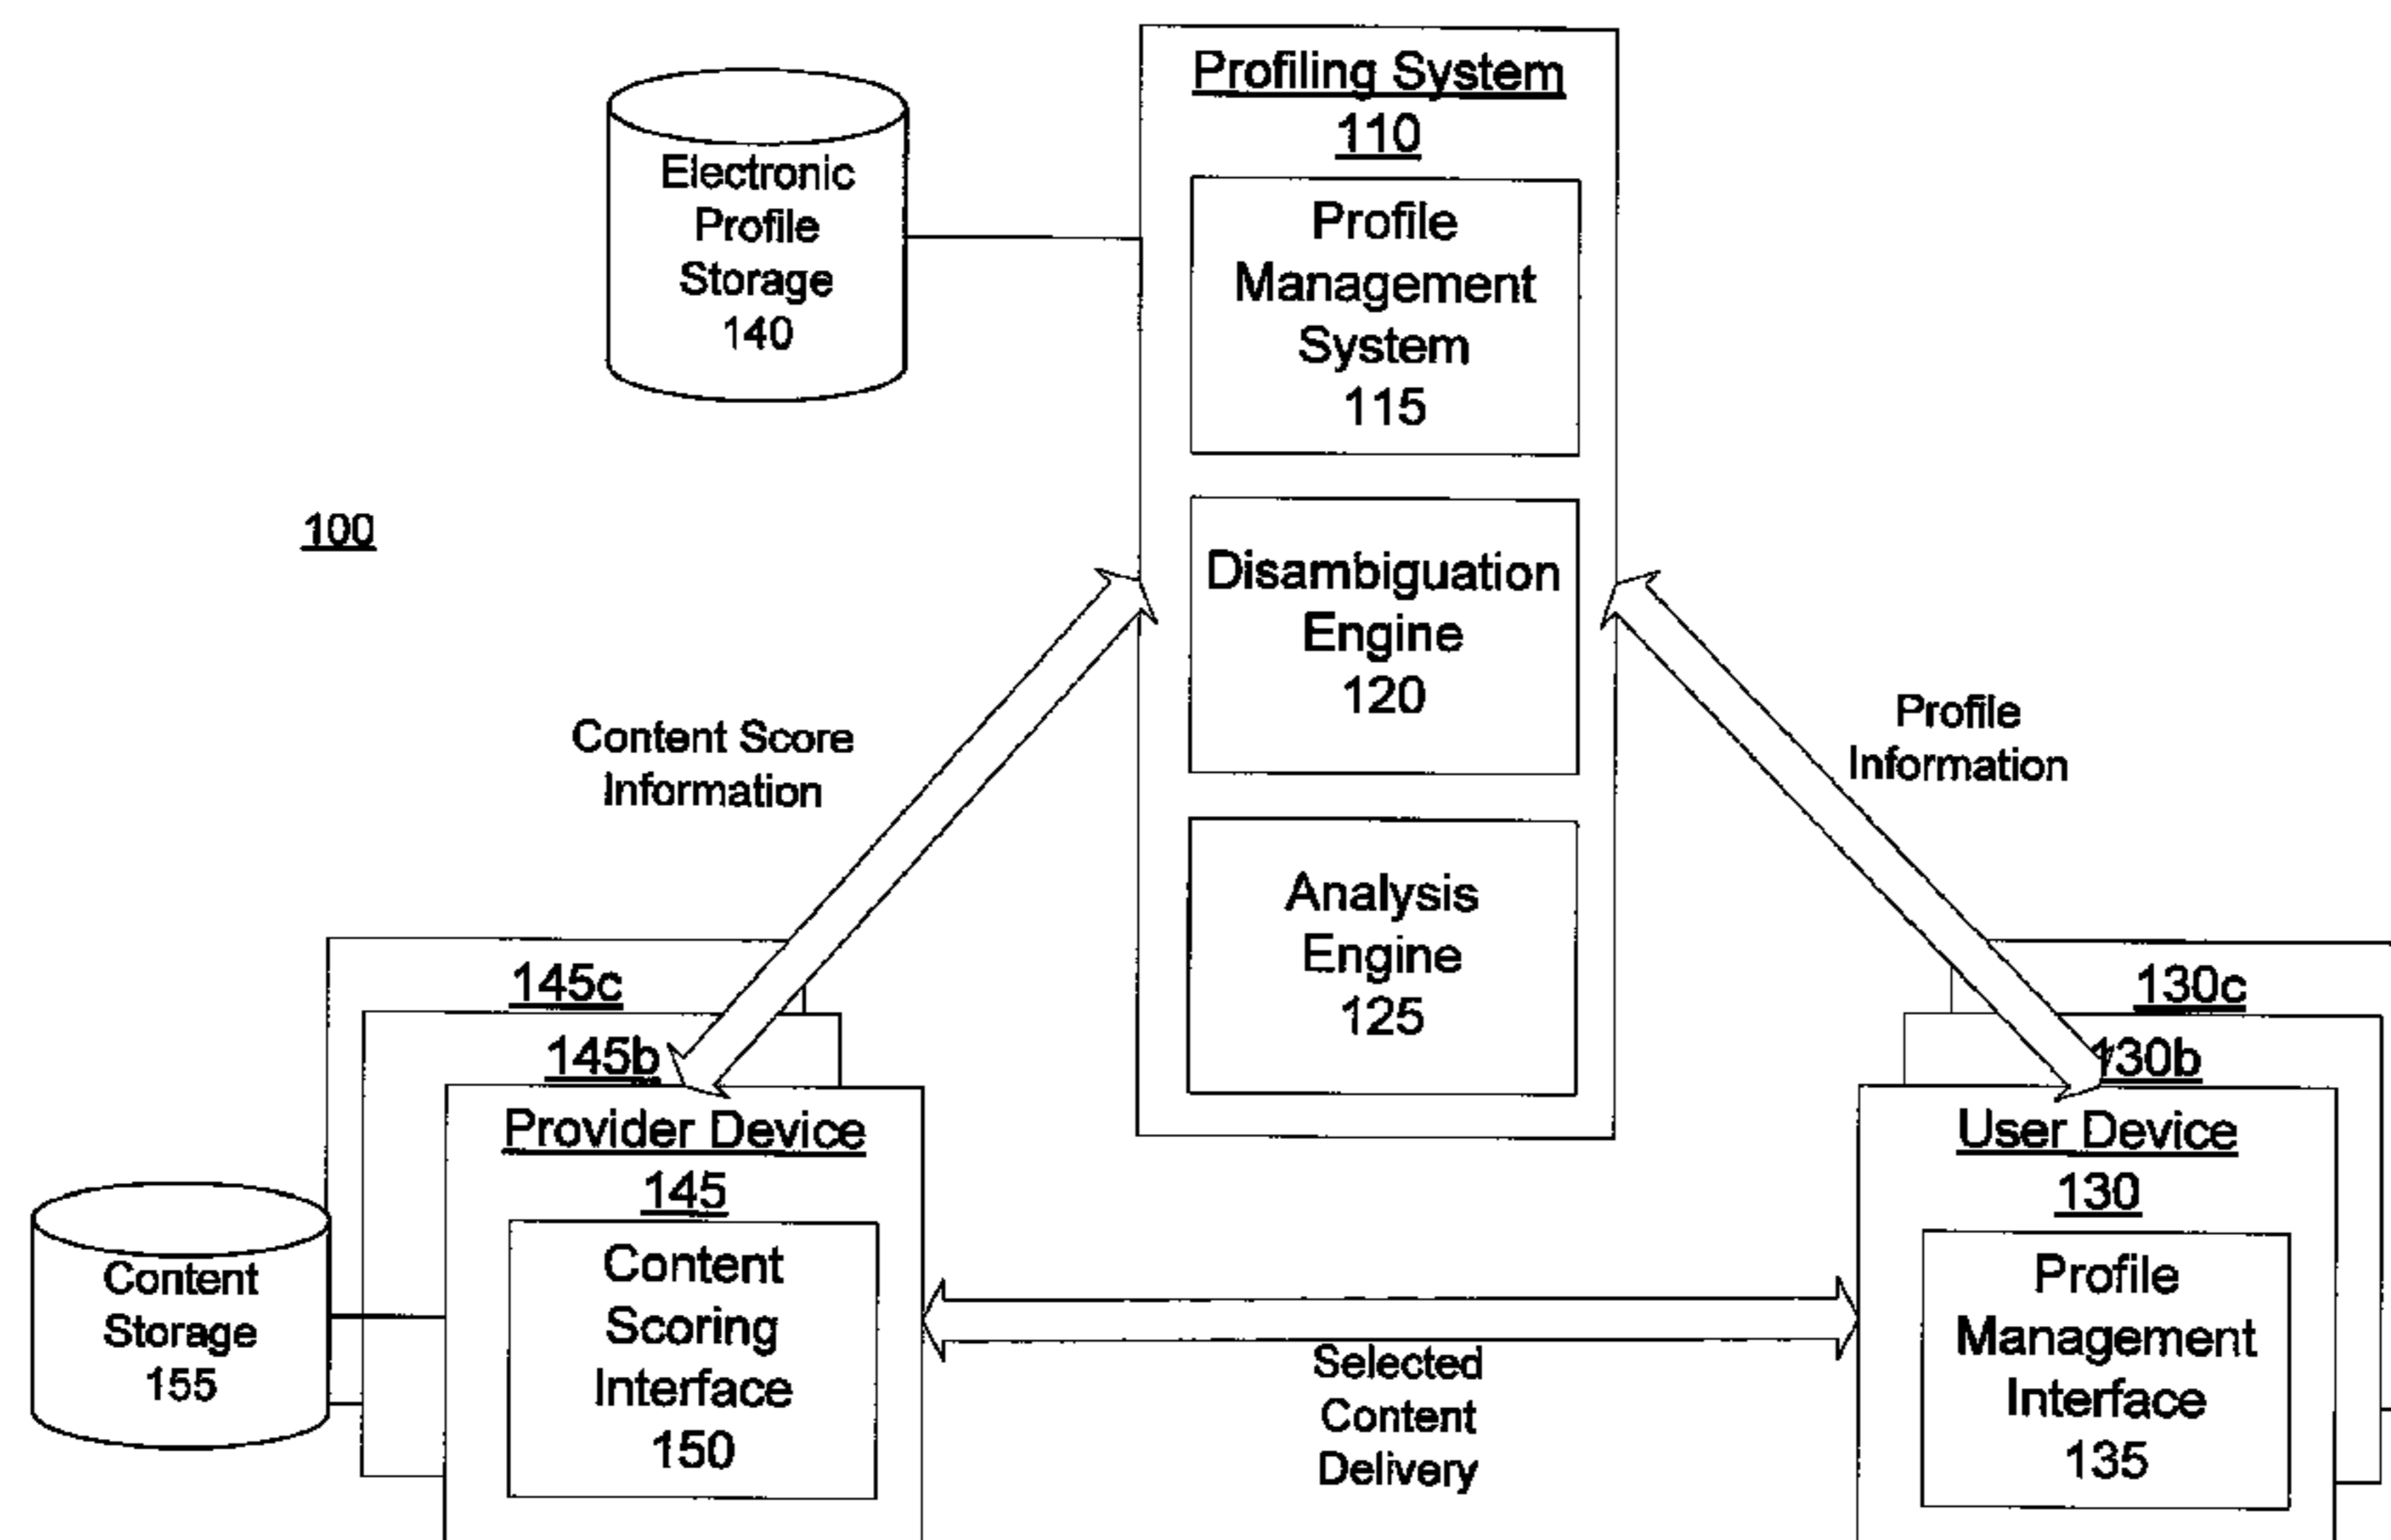 Profiling System
110
Electronic
Profile
Storage
140
Profile
Management
System
115
100
Disambiguation
Engine
120
Content Score
Information
Profile
Information
Analysis
Engine
125
145c
145b
Provider Device
145
Content
Scoring
Interface
150
Content
Storage
155
130c
130b
User Device
130
Profile
Management
Interface
135
Selected
Content
Delivery